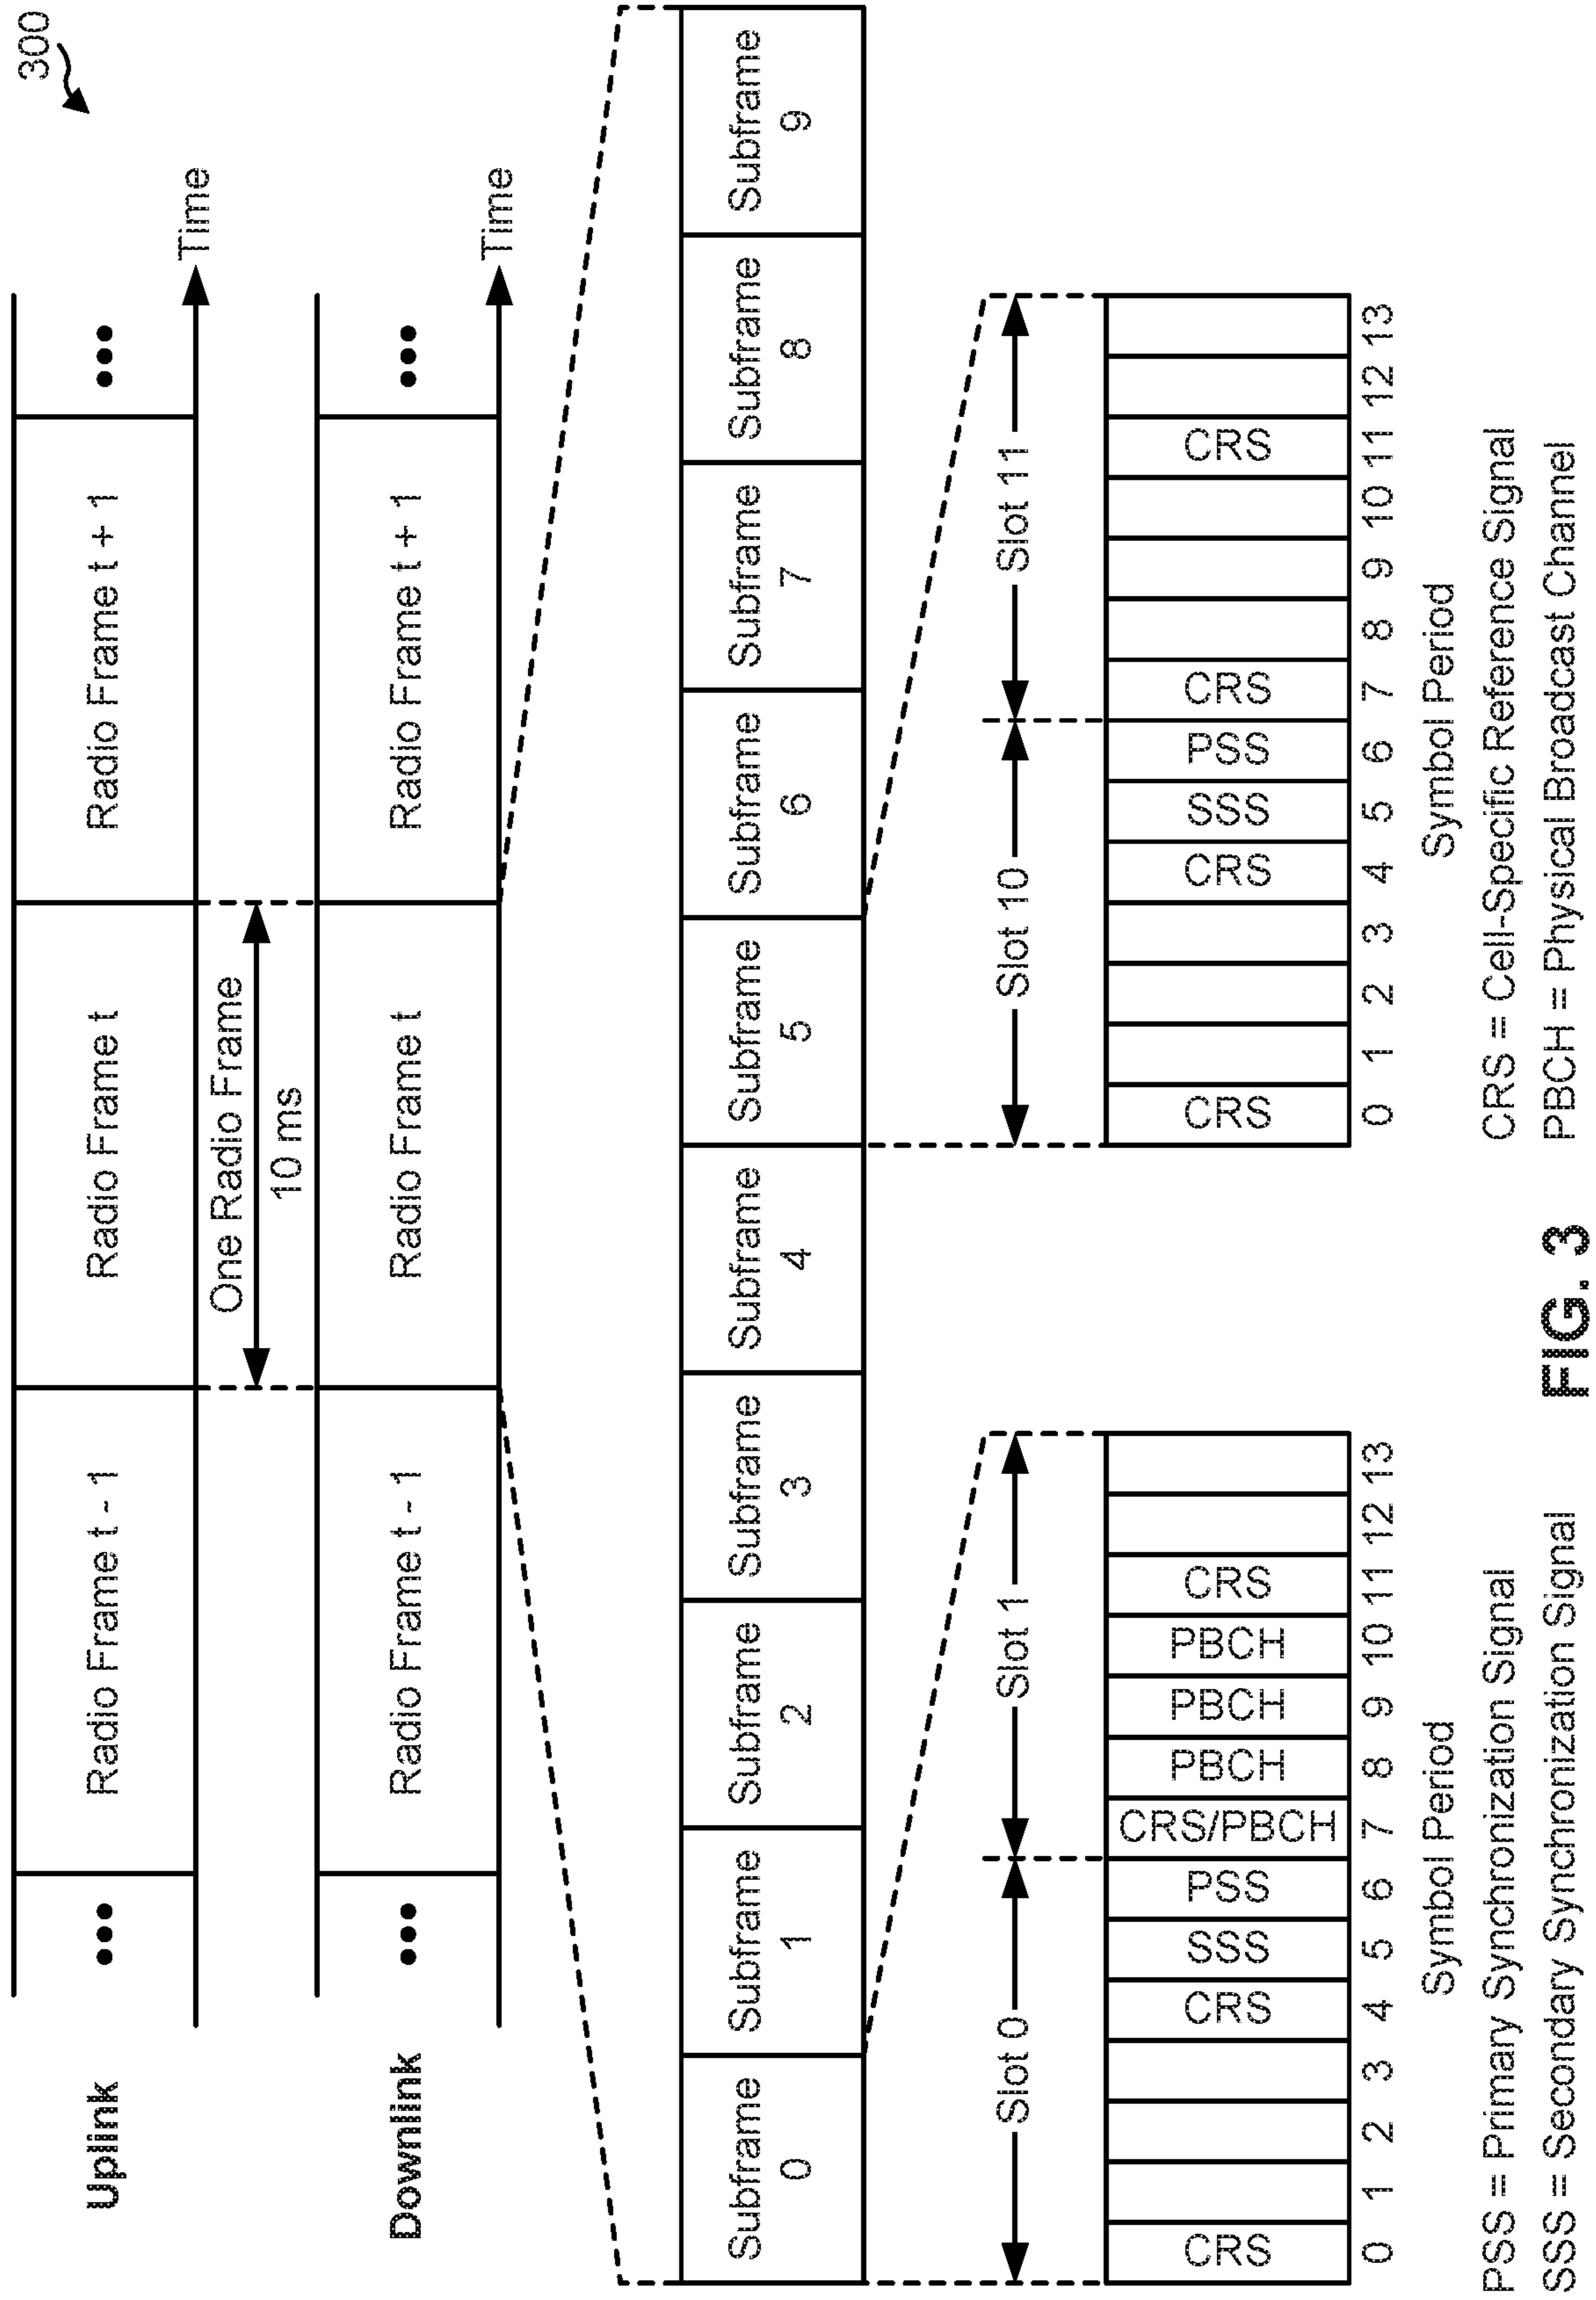 300
Uplink
Radio Frame t - 1
Radio Frame t
Radio Frame t + 1
Time
One Radio Frame
10 ms
Downlink
Radio Frame t - 1
Radio Frame t
Radio Frame t + 1
Time
Subframe
0
Subframe
1
Subframe
2
Subframe
3
Subframe
4
Subframe
5
Subframe
6
Subframe
7
Subframe
8
Subframe
9
Slot 0
Slot 1
CRS
CRS
SSS
PSS
CRS/PBCH
PBCH
PBCH
PBCH
CRS
0 1 2 3 4 5 6 7 8 9 10 11 12 13
Symbol Period
Slot 10
Slot 11
CRS
CRS
SSS
PSS
CRS
CRS
0 1 2 3 4 5 6 7 8 9 10 11 12 13
Symbol Period
PSS = Primary Synchronization Signal
SSS = Secondary Synchronization Signal
CRS = Cell-Specific Reference Signal
PBCH = Physical Broadcast Channel
FIG. 3